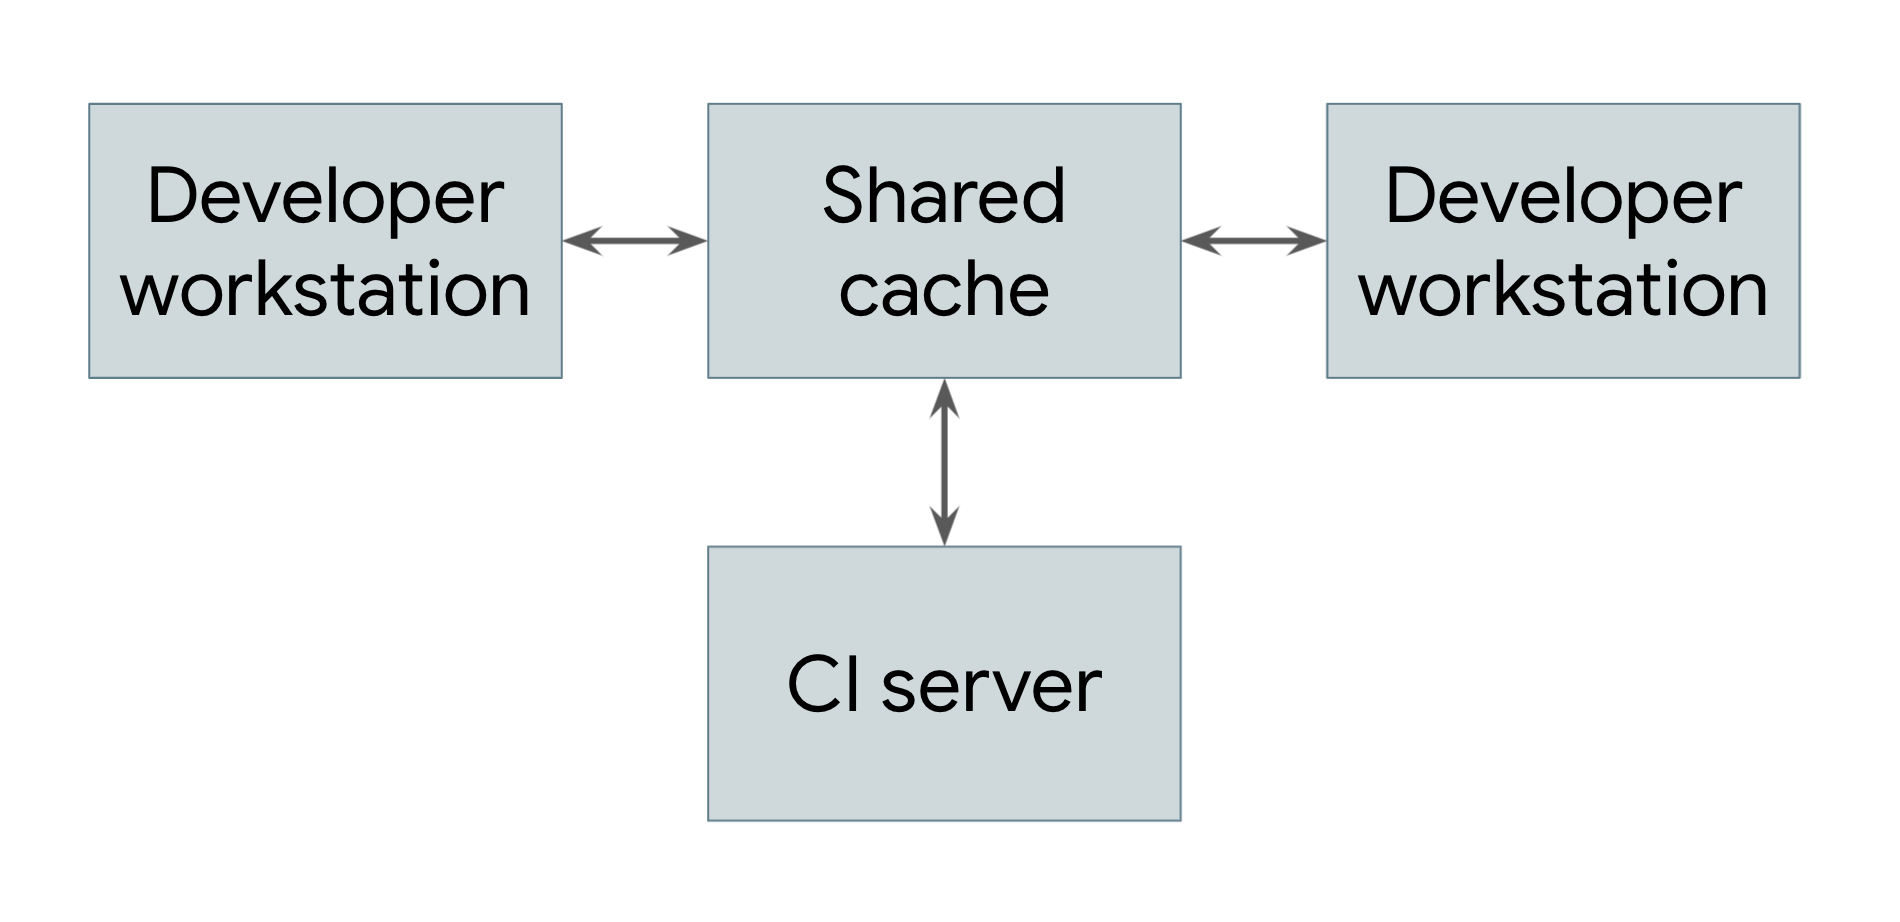 Developer
workstation
Shared
cache
Developer
workstation
CI server